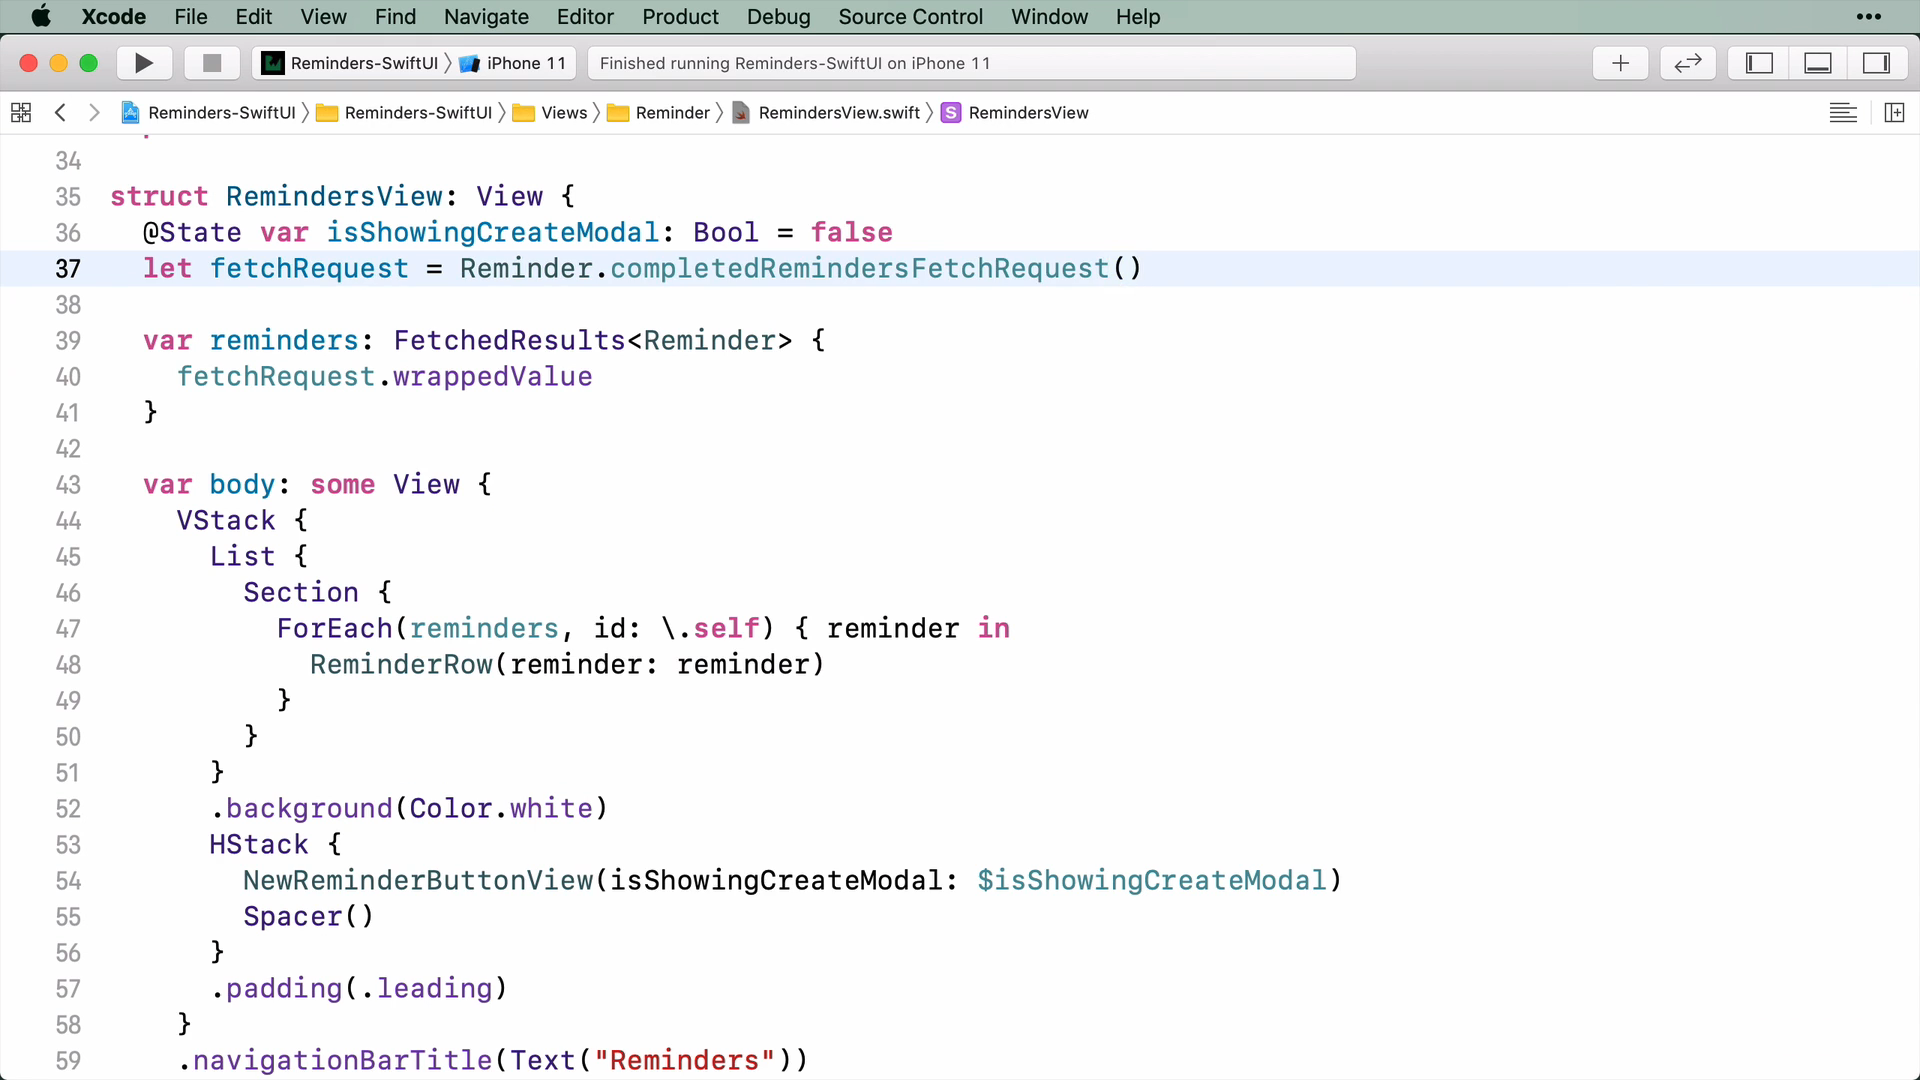 Xcode File Edit View Find Navigate Editor Product Debug Source Control Window Help
Reminders-SwiftUI iPhone 11 Finished running Reminders-SwiftUI on iPhone 11
Reminders-SwiftUI Reminders-SwiftUI Views Reminder RemindersView.swift S RemindersView
34
35 struct RemindersView: View {
36 @State var isShowingCreateModal: Bool = false
37 let fetchRequest = Reminder.completedRemindersFetchRequest()
38
39 var reminders: FetchedResults<Reminder> {
40 fetchRequest.wrappedValue
41 }
42
43 var body: some View {
44 VStack {
45 List {
46 Section {
47 ForEach(reminders, id: \.self) { reminder in
48 ReminderRow(reminder: reminder)
49 }
50 }
51 }
52 .background(Color.white)
53 HStack {
54 NewReminderButtonView(isShowingCreateModal: $isShowingCreateModal)
55 Spacer()
56 }
57 .padding(.leading)
58 }
59 .navigationBarTitle(Text("Reminders"))